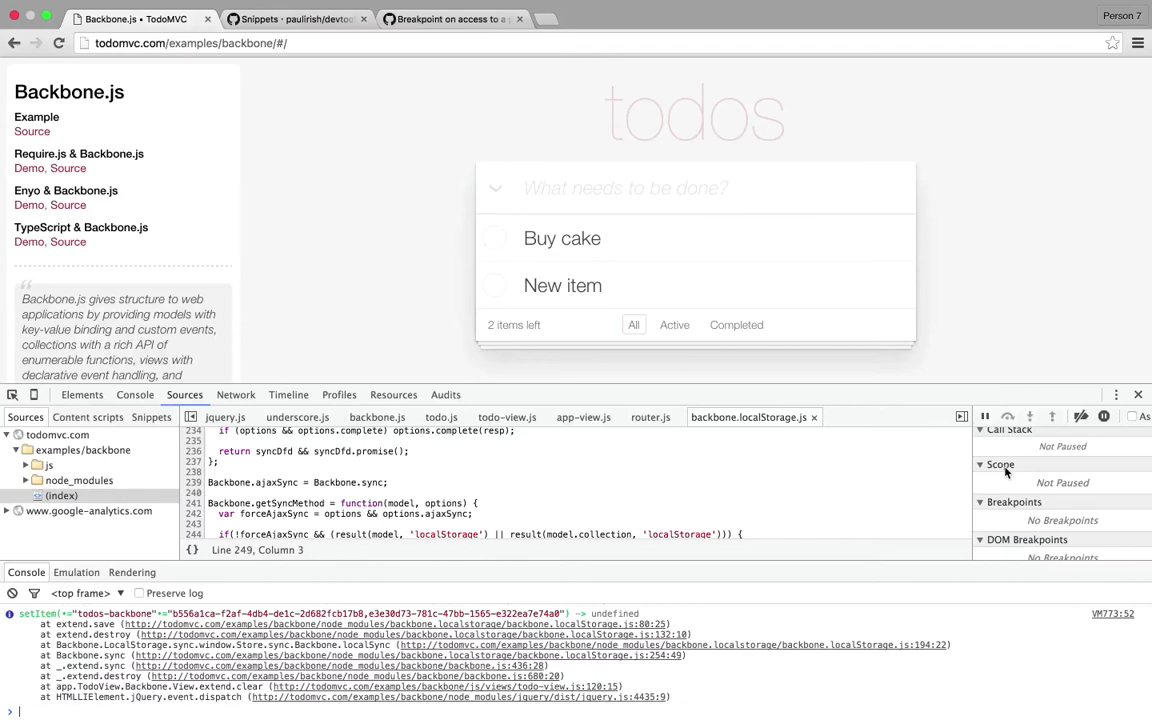 Backbone.js • TodoMVC
Snippets - paulirish/devtool
Breakpoint on access to a p
Person 7
todomvc.com/examples/backbone/#/
Backbone.js
Example
Source
Require.js & Backbone.js
Demo, Source
Enyo & Backbone.js
Demo, Source
TypeScript & Backbone.js
Demo, Source
“
Backbone.js gives structure to web
applications by providing models with
key-value binding and custom events,
collections with a rich API of
enumerable functions, views with
declarative event handling, and
todos
What needs to be done?
Buy cake
New item
2 items left
All
Active
Completed
Elements Console Sources Network Timeline Profiles Resources Audits
Sources Content scripts Snippets
jquery.js underscore.js backbone.js todo.js todo-view.js app-view.js router.js backbone.localStorage.js ×
As
todomvc.com
examples/backbone
js
node_modules
(index)
www.google-analytics.com
234 if (options && options.complete) options.complete(resp);
235
236 return syncDfd && syncDfd.promise();
237 };
238
239 Backbone.ajaxSync = Backbone.sync;
240
241 Backbone.getSyncMethod = function(model, options) {
242 var forceAjaxSync = options && options.ajaxSync;
243
244 if(!forceAjaxSync && (result(model, 'localStorage') || result(model.collection, 'localStorage'))) {
{} Line 249, Column 3
Call Stack
Not Paused
Scope
Not Paused
Breakpoints
No Breakpoints
DOM Breakpoints
No Breakpoints
Console Emulation Rendering
<top frame> ▼ Preserve log
setItem(•="todos-backbone"•="b556a1ca-f2af-4db4-de1c-2d682fcb17b8,e3e30d73-781c-47bb-1565-e322ea7e74a0") -> undefined VM773:52
at extend.save (http://todomvc.com/examples/backbone/node_modules/backbone.localstorage/backbone.localStorage.js:80:25)
at extend.destroy (http://todomvc.com/examples/backbone/node_modules/backbone.localstorage/backbone.localStorage.js:132:10)
at Backbone.LocalStorage.sync.window.Store.sync.Backbone.localSync (http://todomvc.com/examples/backbone/node_modules/backbone.localstorage/backbone.localStorage.js:194:22)
at Backbone.sync (http://todomvc.com/examples/backbone/node_modules/backbone.localstorage/backbone.localStorage.js:254:49)
at _.extend.sync (http://todomvc.com/examples/backbone/node_modules/backbone/backbone.js:436:28)
at _.extend.destroy (http://todomvc.com/examples/backbone/node_modules/backbone/backbone.js:680:20)
at app.TodoView.Backbone.View.extend.clear (http://todomvc.com/examples/backbone/js/views/todo-view.js:120:15)
at HTMLLIElement.jQuery.event.dispatch (http://todomvc.com/examples/backbone/node_modules/jquery/dist/jquery.js:4435:9)
>